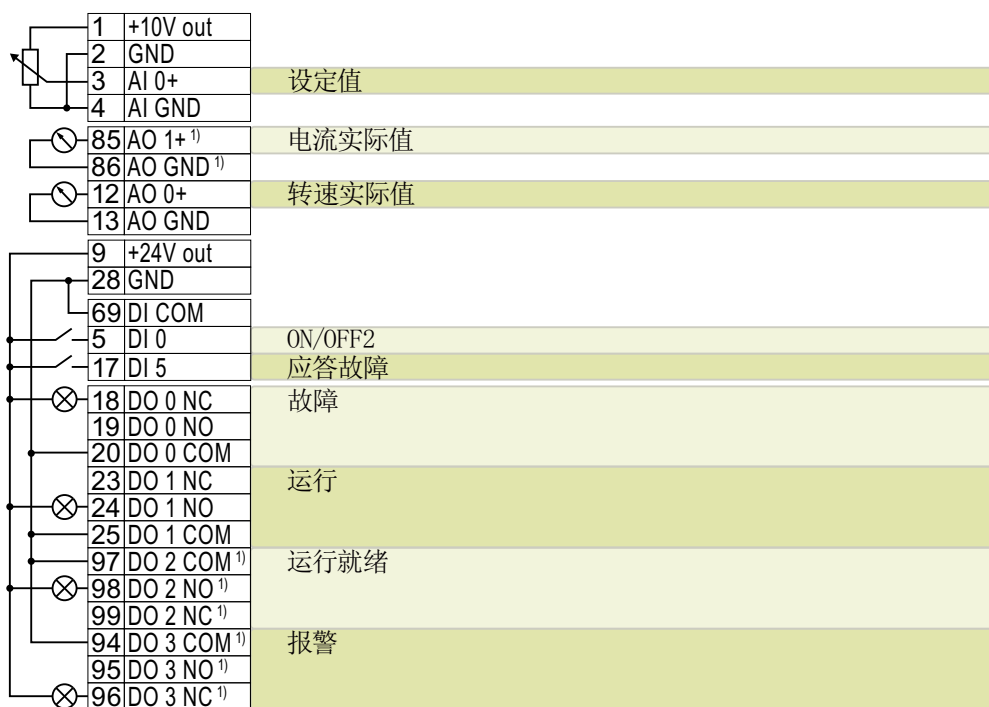 1 +10V out
2 GND
3 AI 0+ 设定值
4 AI GND
85 AO 1+ 1) 电流实际值
86 AO GND 1)
12 AO 0+ 转速实际值
13 AO GND
9 +24V out
28 GND
69 DI COM
5 DI 0 ON/OFF2
17 DI 5 应答故障
18 DO 0 NC 故障
19 DO 0 NO
20 DO 0 COM
23 DO 1 NC 运行
24 DO 1 NO
25 DO 1 COM
97 DO 2 COM 1) 运行就绪
98 DO 2 NO 1)
99 DO 2 NC 1)
94 DO 3 COM 1) 报警
95 DO 3 NO 1)
96 DO 3 NC 1)